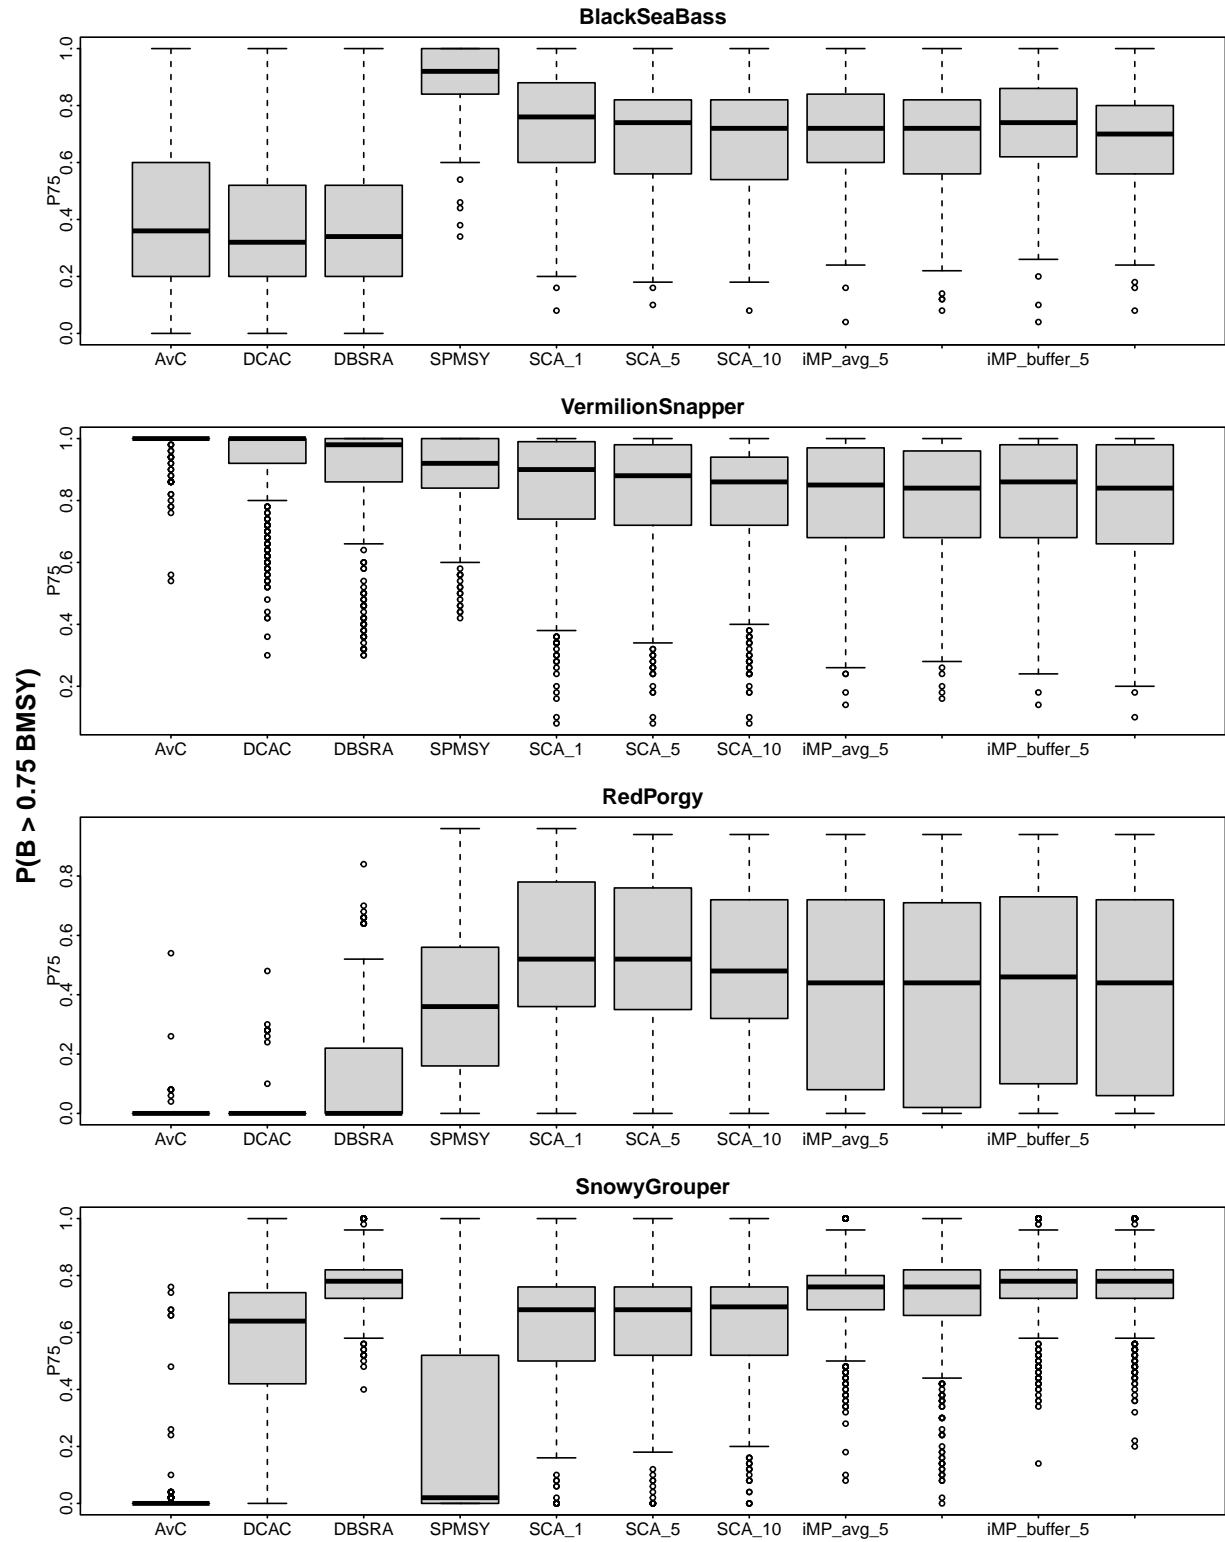 BlackSeaBass
P75
0.0 0.2 0.4 0.6 0.8 1.0
AvC DCAC DBSRA SPMSY SCA_1 SCA_5 SCA_10 iMP_avg_5 iMP_buffer_5
VermilionSnapper
P75
0.2 0.4 0.6 0.8 1.0
AvC DCAC DBSRA SPMSY SCA_1 SCA_5 SCA_10 iMP_avg_5 iMP_buffer_5
P(B > 0.75 BMSY)
RedPorgy
P75
0.0 0.2 0.4 0.6 0.8
AvC DCAC DBSRA SPMSY SCA_1 SCA_5 SCA_10 iMP_avg_5 iMP_buffer_5
SnowyGrouper
P75
0.0 0.2 0.4 0.6 0.8 1.0
AvC DCAC DBSRA SPMSY SCA_1 SCA_5 SCA_10 iMP_avg_5 iMP_buffer_5